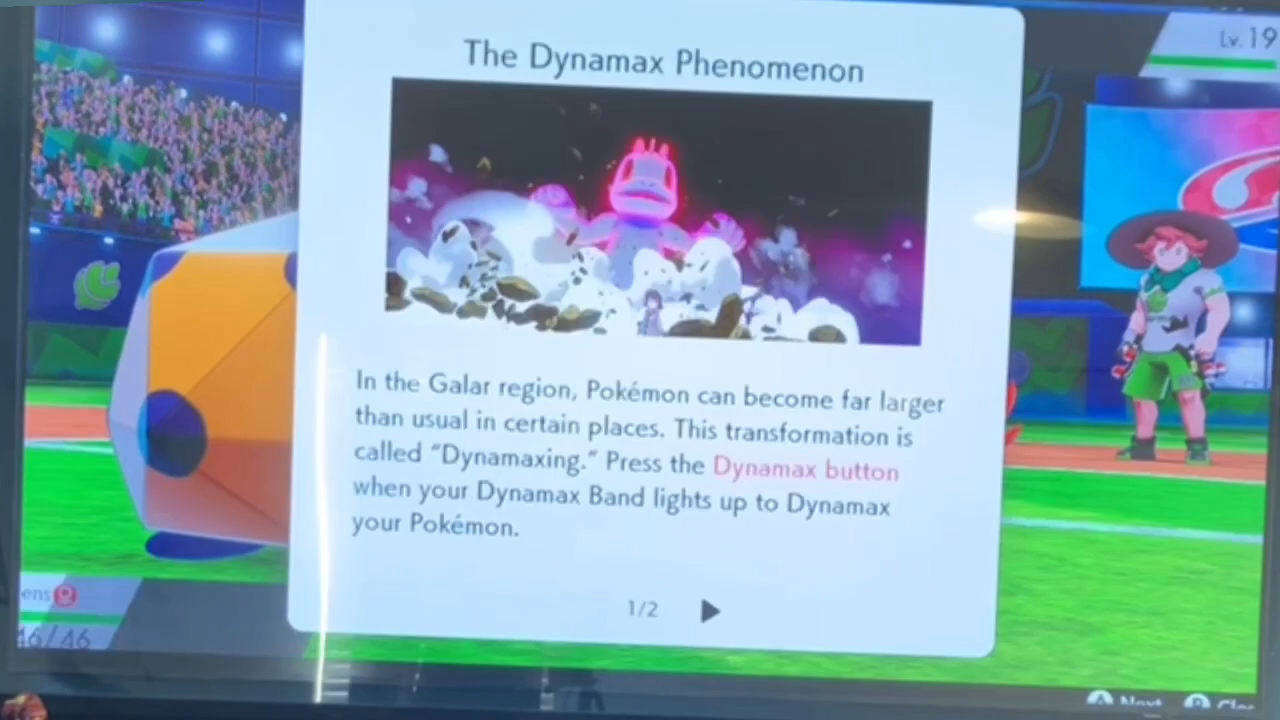 The Dynamax Phenomenon
Lv. 19
In the Galar region, Pokémon can become far larger
than usual in certain places. This transformation is
called "Dynamaxing." Press the Dynamax button
when your Dynamax Band lights up to Dynamax
your Pokémon.
ens
46/46
1/2
A Next